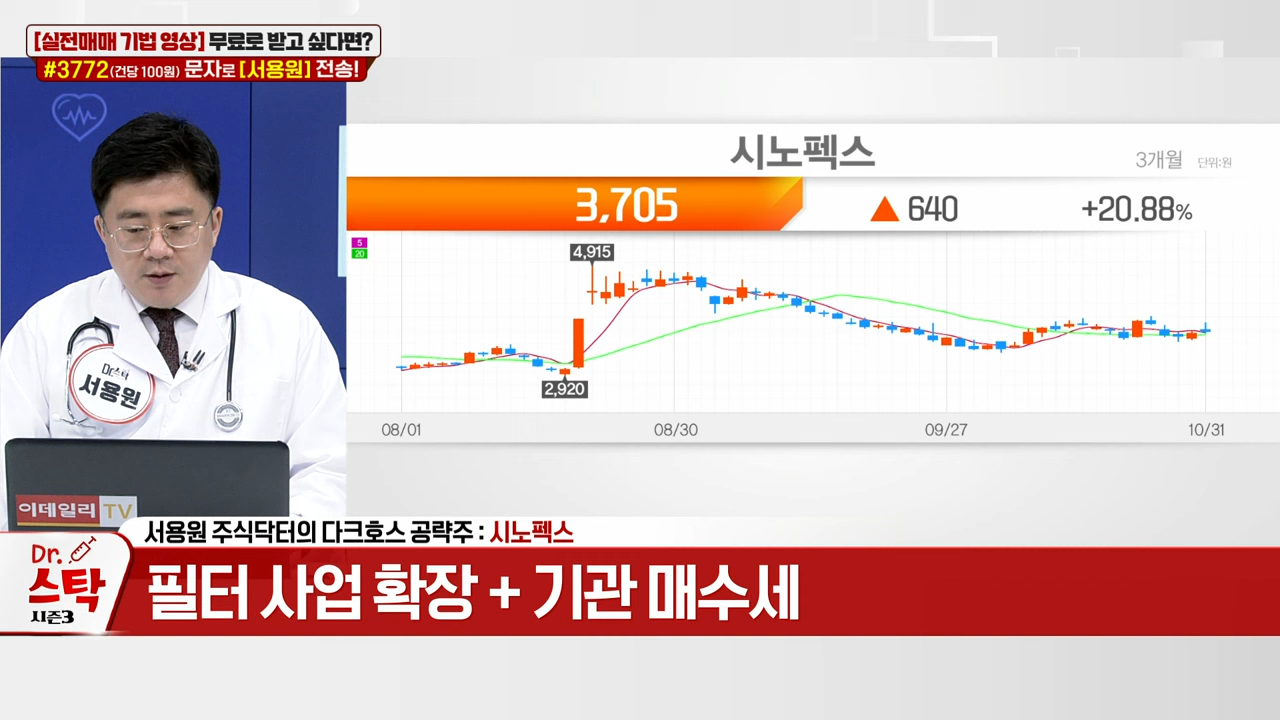 [실전매매 기법 영상] 무료로 받고 싶다면?
#3772(건당 100원) 문자로 [서용원] 전송!
시노펙스
3개월 단위:원
3,705 ▲ 640 +20.88%
5
20
4,915
2,920
08/01 08/30 09/27 10/31
Dr.스탁
서용원
이데일리 TV
서용원 주식닥터의 다크호스 공략주 : 시노펙스
Dr.
스탁
시즌3
필터 사업 확장 + 기관 매수세